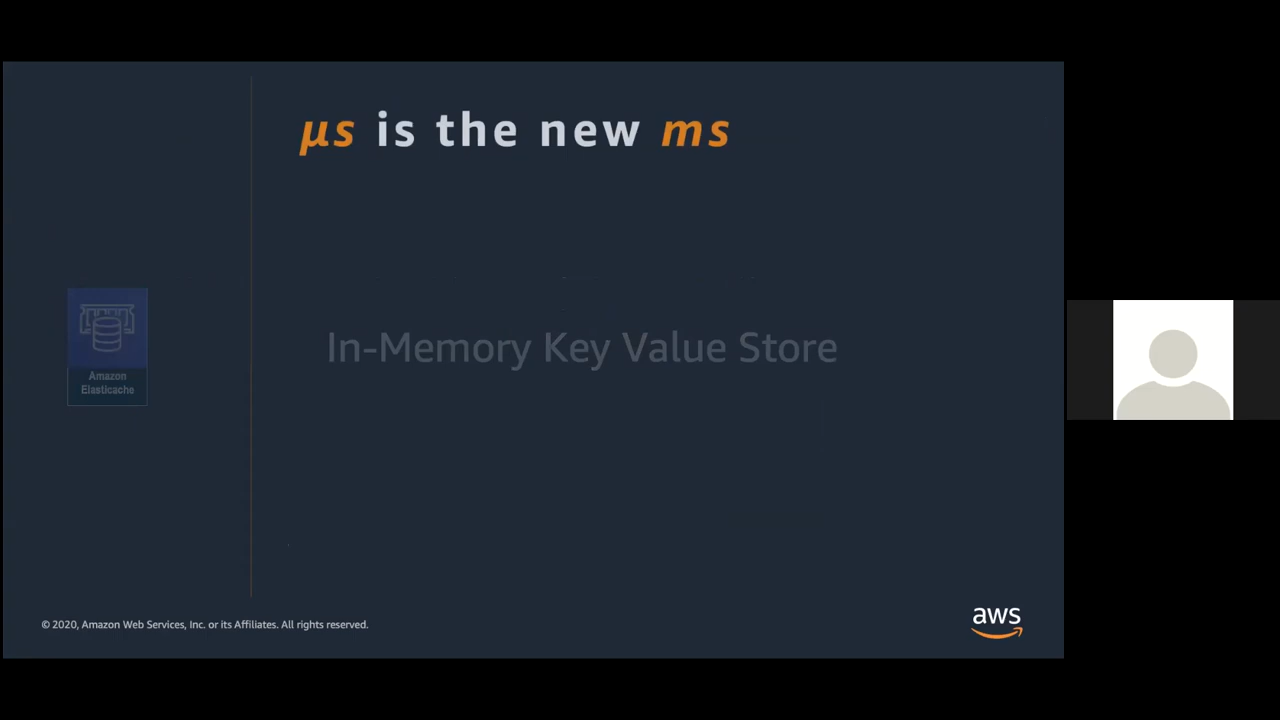 µs is the new ms
In-Memory Key Value Store
Amazon
Elasticache
© 2020, Amazon Web Services, Inc. or its Affiliates. All rights reserved.
aws